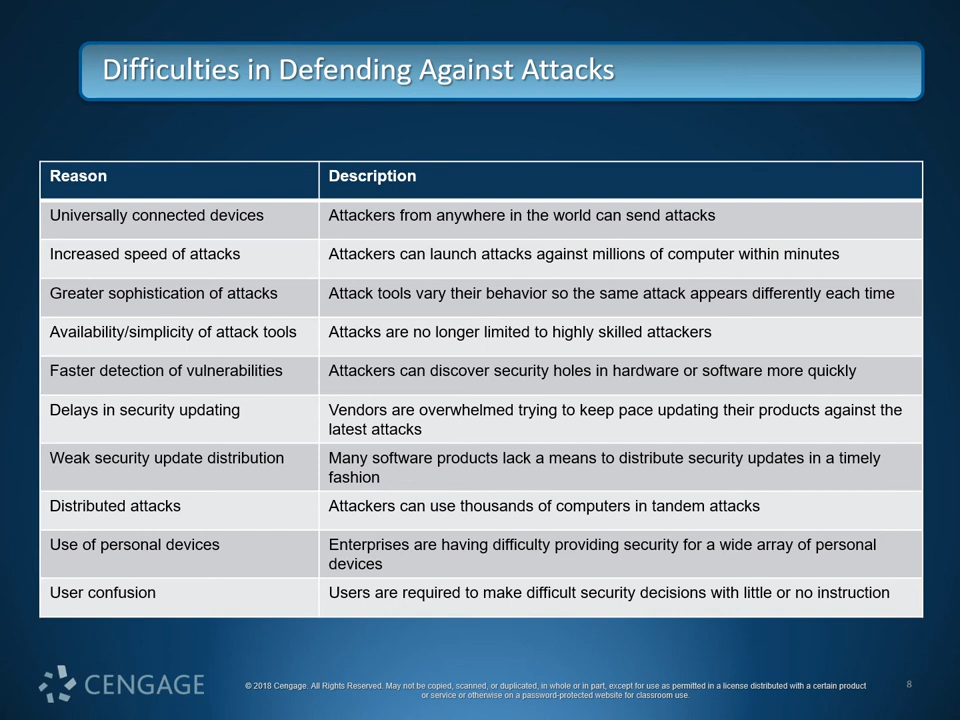 Difficulties in Defending Against Attacks
Reason
Description
Universally connected devices
Attackers from anywhere in the world can send attacks
Increased speed of attacks
Attackers can launch attacks against millions of computer within minutes
Greater sophistication of attacks
Attack tools vary their behavior so the same attack appears differently each time
Availability/simplicity of attack tools
Attacks are no longer limited to highly skilled attackers
Faster detection of vulnerabilities
Attackers can discover security holes in hardware or software more quickly
Delays in security updating
Vendors are overwhelmed trying to keep pace updating their products against the
latest attacks
Weak security update distribution
Many software products lack a means to distribute security updates in a timely
fashion
Distributed attacks
Attackers can use thousands of computers in tandem attacks
Use of personal devices
Enterprises are having difficulty providing security for a wide array of personal
devices
User confusion
Users are required to make difficult security decisions with little or no instruction
CENGAGE
© 2018 Cengage. All Rights Reserved. May not be copied, scanned, or duplicated, in whole or in part, except for use as permitted in a license distributed with a certain product
or service or otherwise on a password-protected website for classroom use.
8